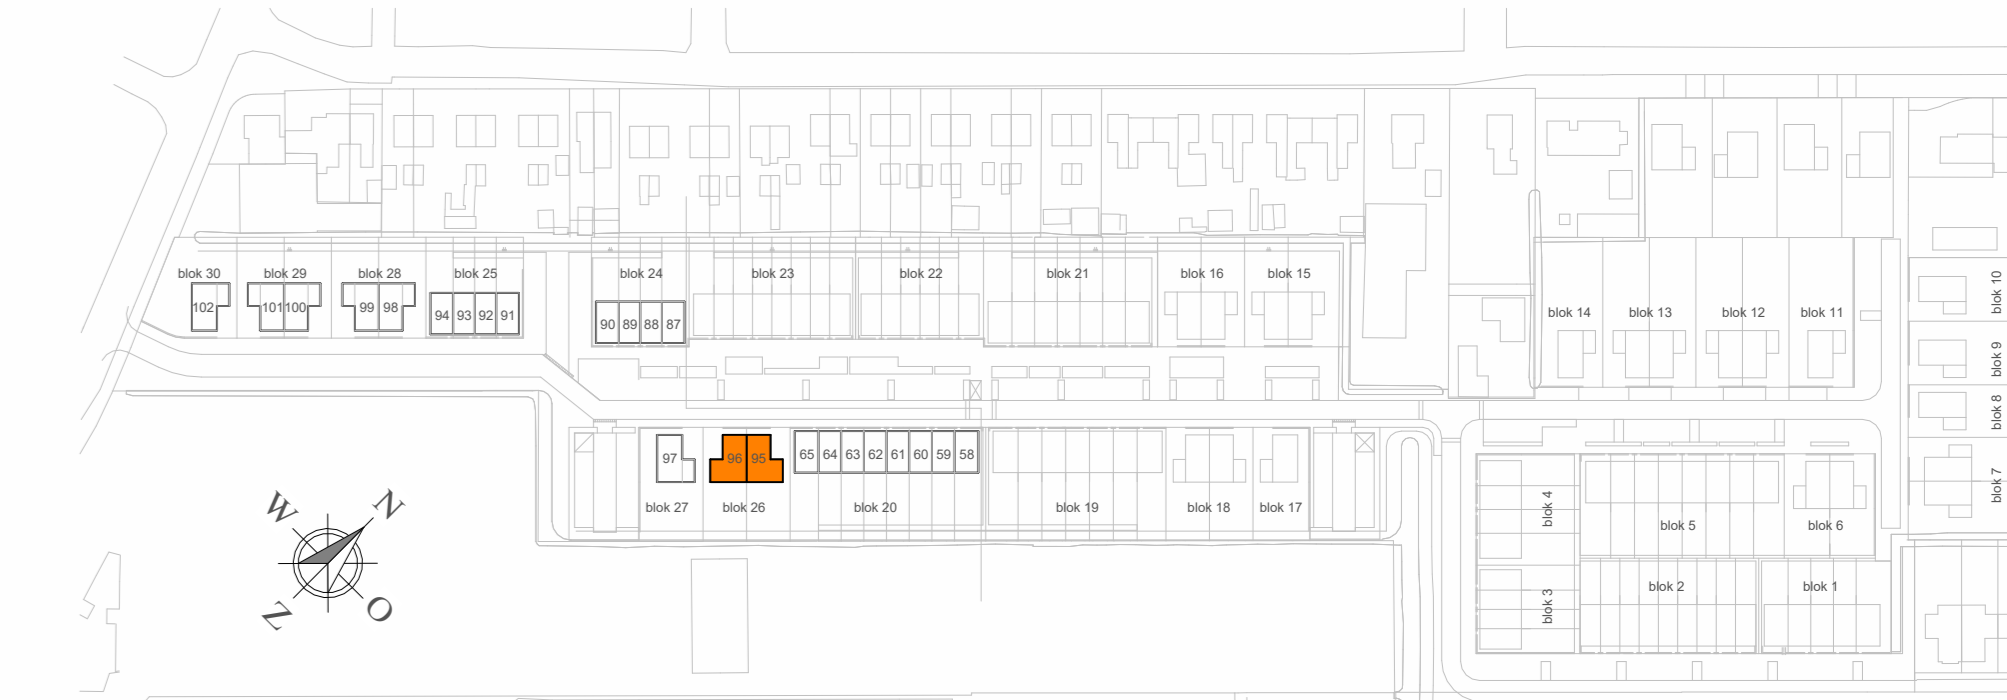 blok 30
blok 29
blok 28
blok 25
blok 24
blok 23
blok 22
blok 21
blok 16
blok 15
102
101
100
99
98
94
93
92
91
90
89
88
87
blok 14
blok 13
blok 12
blok 11
blok 10
blok 9
blok 8
blok 7
97
96
95
65
64
63
62
61
60
59
58
blok 27
blok 26
blok 20
blok 19
blok 18
blok 17
blok 4
blok 5
blok 6
blok 3
blok 2
blok 1
W
N
Z
O